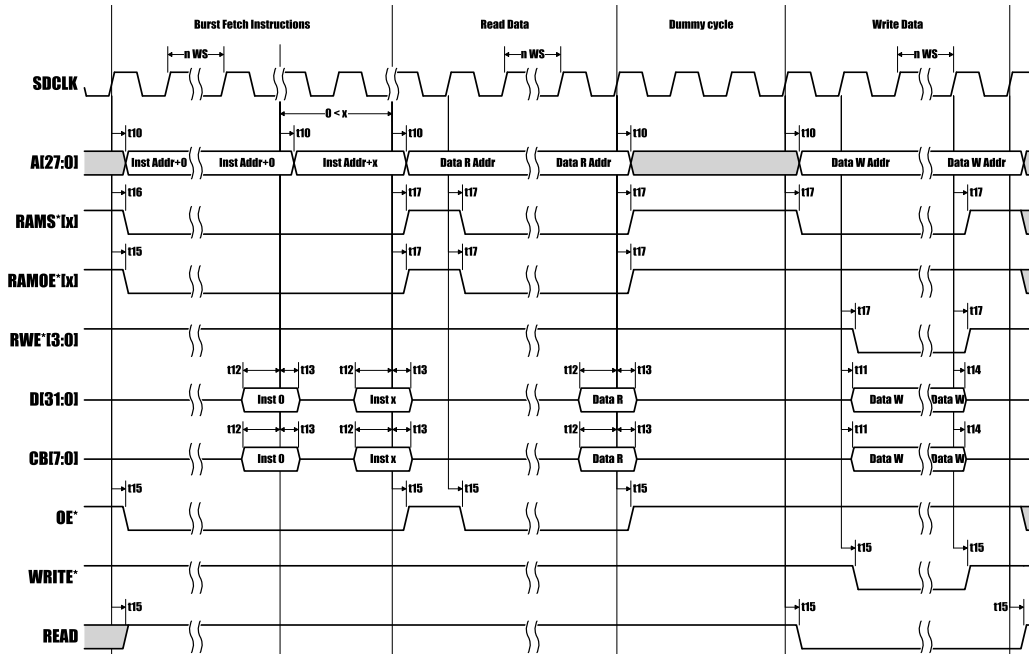 Burst Fetch Instructions Read Data Dummy cycle Write Data
n WS n WS n WS
SDCLK
0 < x
t10 t10 t10 t10 t10
A[27:0] Inst Addr+0 Inst Addr+0 Inst Addr+x Data R Addr Data R Addr Data W Addr Data W Addr
t16 t17 t17 t17 t17 t17
RAMS*[x]
t15 t17 t17 t17
RAMOE*[x]
t17 t17
RWE*[3:0]
t12 t13 t12 t13 t12 t13 t11 t14
D[31:0] Inst 0 Inst x Data R Data W Data W
t12 t13 t12 t13 t12 t13 t11 t14
CB[7:0] Inst 0 Inst x Data R Data W Data W
t15 t15 t15 t15
OE*
t15 t15
WRITE*
t15 t15 t15
READ